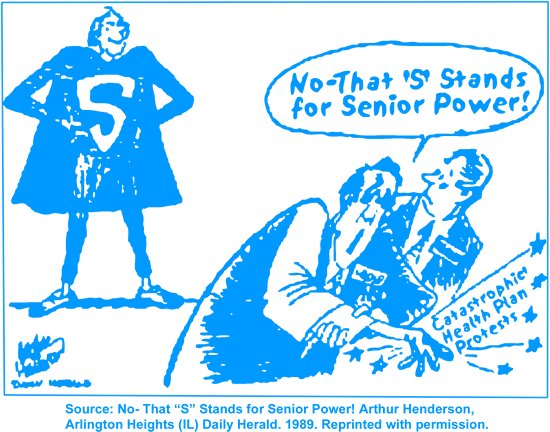 S
No-That 'S' Stands
for Senior Power!
Catastrophic
Health Plan
Protests
Source: No- That “S” Stands for Senior Power! Arthur Henderson,
Arlington Heights (IL) Daily Herald. 1989. Reprinted with permission.